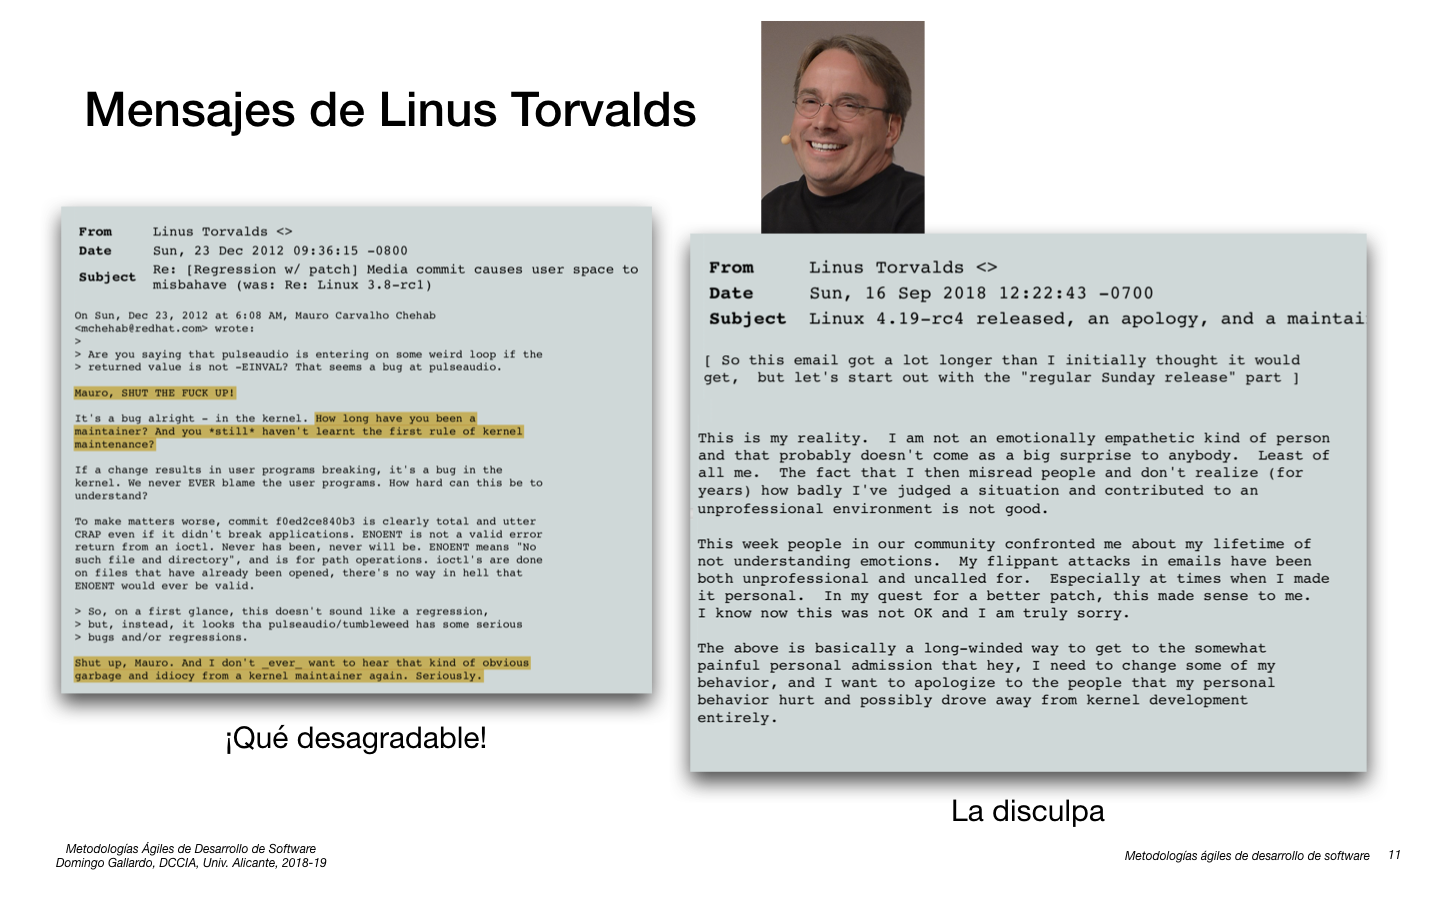 Mensajes de Linus Torvalds
From Linus Torvalds <>
Date Sun, 23 Dec 2012 09:36:15 -0800
Subject Re: [Regression w/ patch] Media commit causes user space to
misbahave (was: Re: Linux 3.8-rc1)
On Sun, Dec 23, 2012 at 6:08 AM, Mauro Carvalho Chehab
<mchehab@redhat.com> wrote:
>
> Are you saying that pulseaudio is entering on some weird loop if the
> returned value is not -EINVAL? That seems a bug at pulseaudio.
Mauro, SHUT THE FUCK UP!
It's a bug alright - in the kernel. How long have you been a
maintainer? And you *still* haven't learnt the first rule of kernel
maintenance?
If a change results in user programs breaking, it's a bug in the
kernel. We never EVER blame the user programs. How hard can this be to
understand?
To make matters worse, commit f0ed2ce840b3 is clearly total and utter
CRAP even if it didn't break applications. ENOENT is not a valid error
return from an ioctl. Never has been, never will be. ENOENT means "No
such file and directory", and is for path operations. ioctl's are done
on files that have already been opened, there's no way in hell that
ENOENT would ever be valid.
> So, on a first glance, this doesn't sound like a regression,
> but, instead, it looks tha pulseaudio/tumbleweed has some serious
> bugs and/or regressions.
Shut up, Mauro. And I don't _ever_ want to hear that kind of obvious
garbage and idiocy from a kernel maintainer again. Seriously.
¡Qué desagradable!
From Linus Torvalds <>
Date Sun, 16 Sep 2018 12:22:43 -0700
Subject Linux 4.19-rc4 released, an apology, and a maintai
[ So this email got a lot longer than I initially thought it would
get,  but let's start out with the "regular Sunday release" part ]
This is my reality.  I am not an emotionally empathetic kind of person
and that probably doesn't come as a big surprise to anybody.  Least of
all me.  The fact that I then misread people and don't realize (for
years) how badly I've judged a situation and contributed to an
unprofessional environment is not good.
This week people in our community confronted me about my lifetime of
not understanding emotions.  My flippant attacks in emails have been
both unprofessional and uncalled for.  Especially at times when I made
it personal.  In my quest for a better patch, this made sense to me.
I know now this was not OK and I am truly sorry.
The above is basically a long-winded way to get to the somewhat
painful personal admission that hey, I need to change some of my
behavior, and I want to apologize to the people that my personal
behavior hurt and possibly drove away from kernel development
entirely.
La disculpa
Metodologías Ágiles de Desarrollo de Software
Domingo Gallardo, DCCIA, Univ. Alicante, 2018-19
Metodologías ágiles de desarrollo de software 11